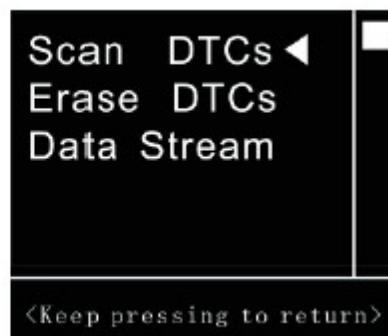 Scan DTCs ◀
Erase DTCs
Data Stream
<Keep pressing to return>